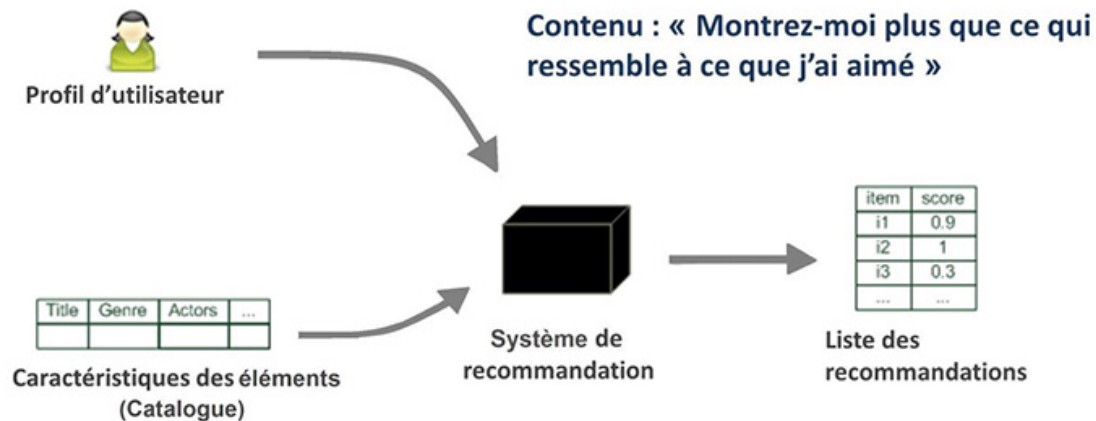 Contenu : « Montrez-moi plus que ce qui
ressemble à ce que j’ai aimé »
Profil d’utilisateur
item score
i1 0.9
i2 1
i3 0.3
... ...
Title Genre Actors ...
Caractéristiques des éléments
(Catalogue)
Système de
recommandation
Liste des
recommandations